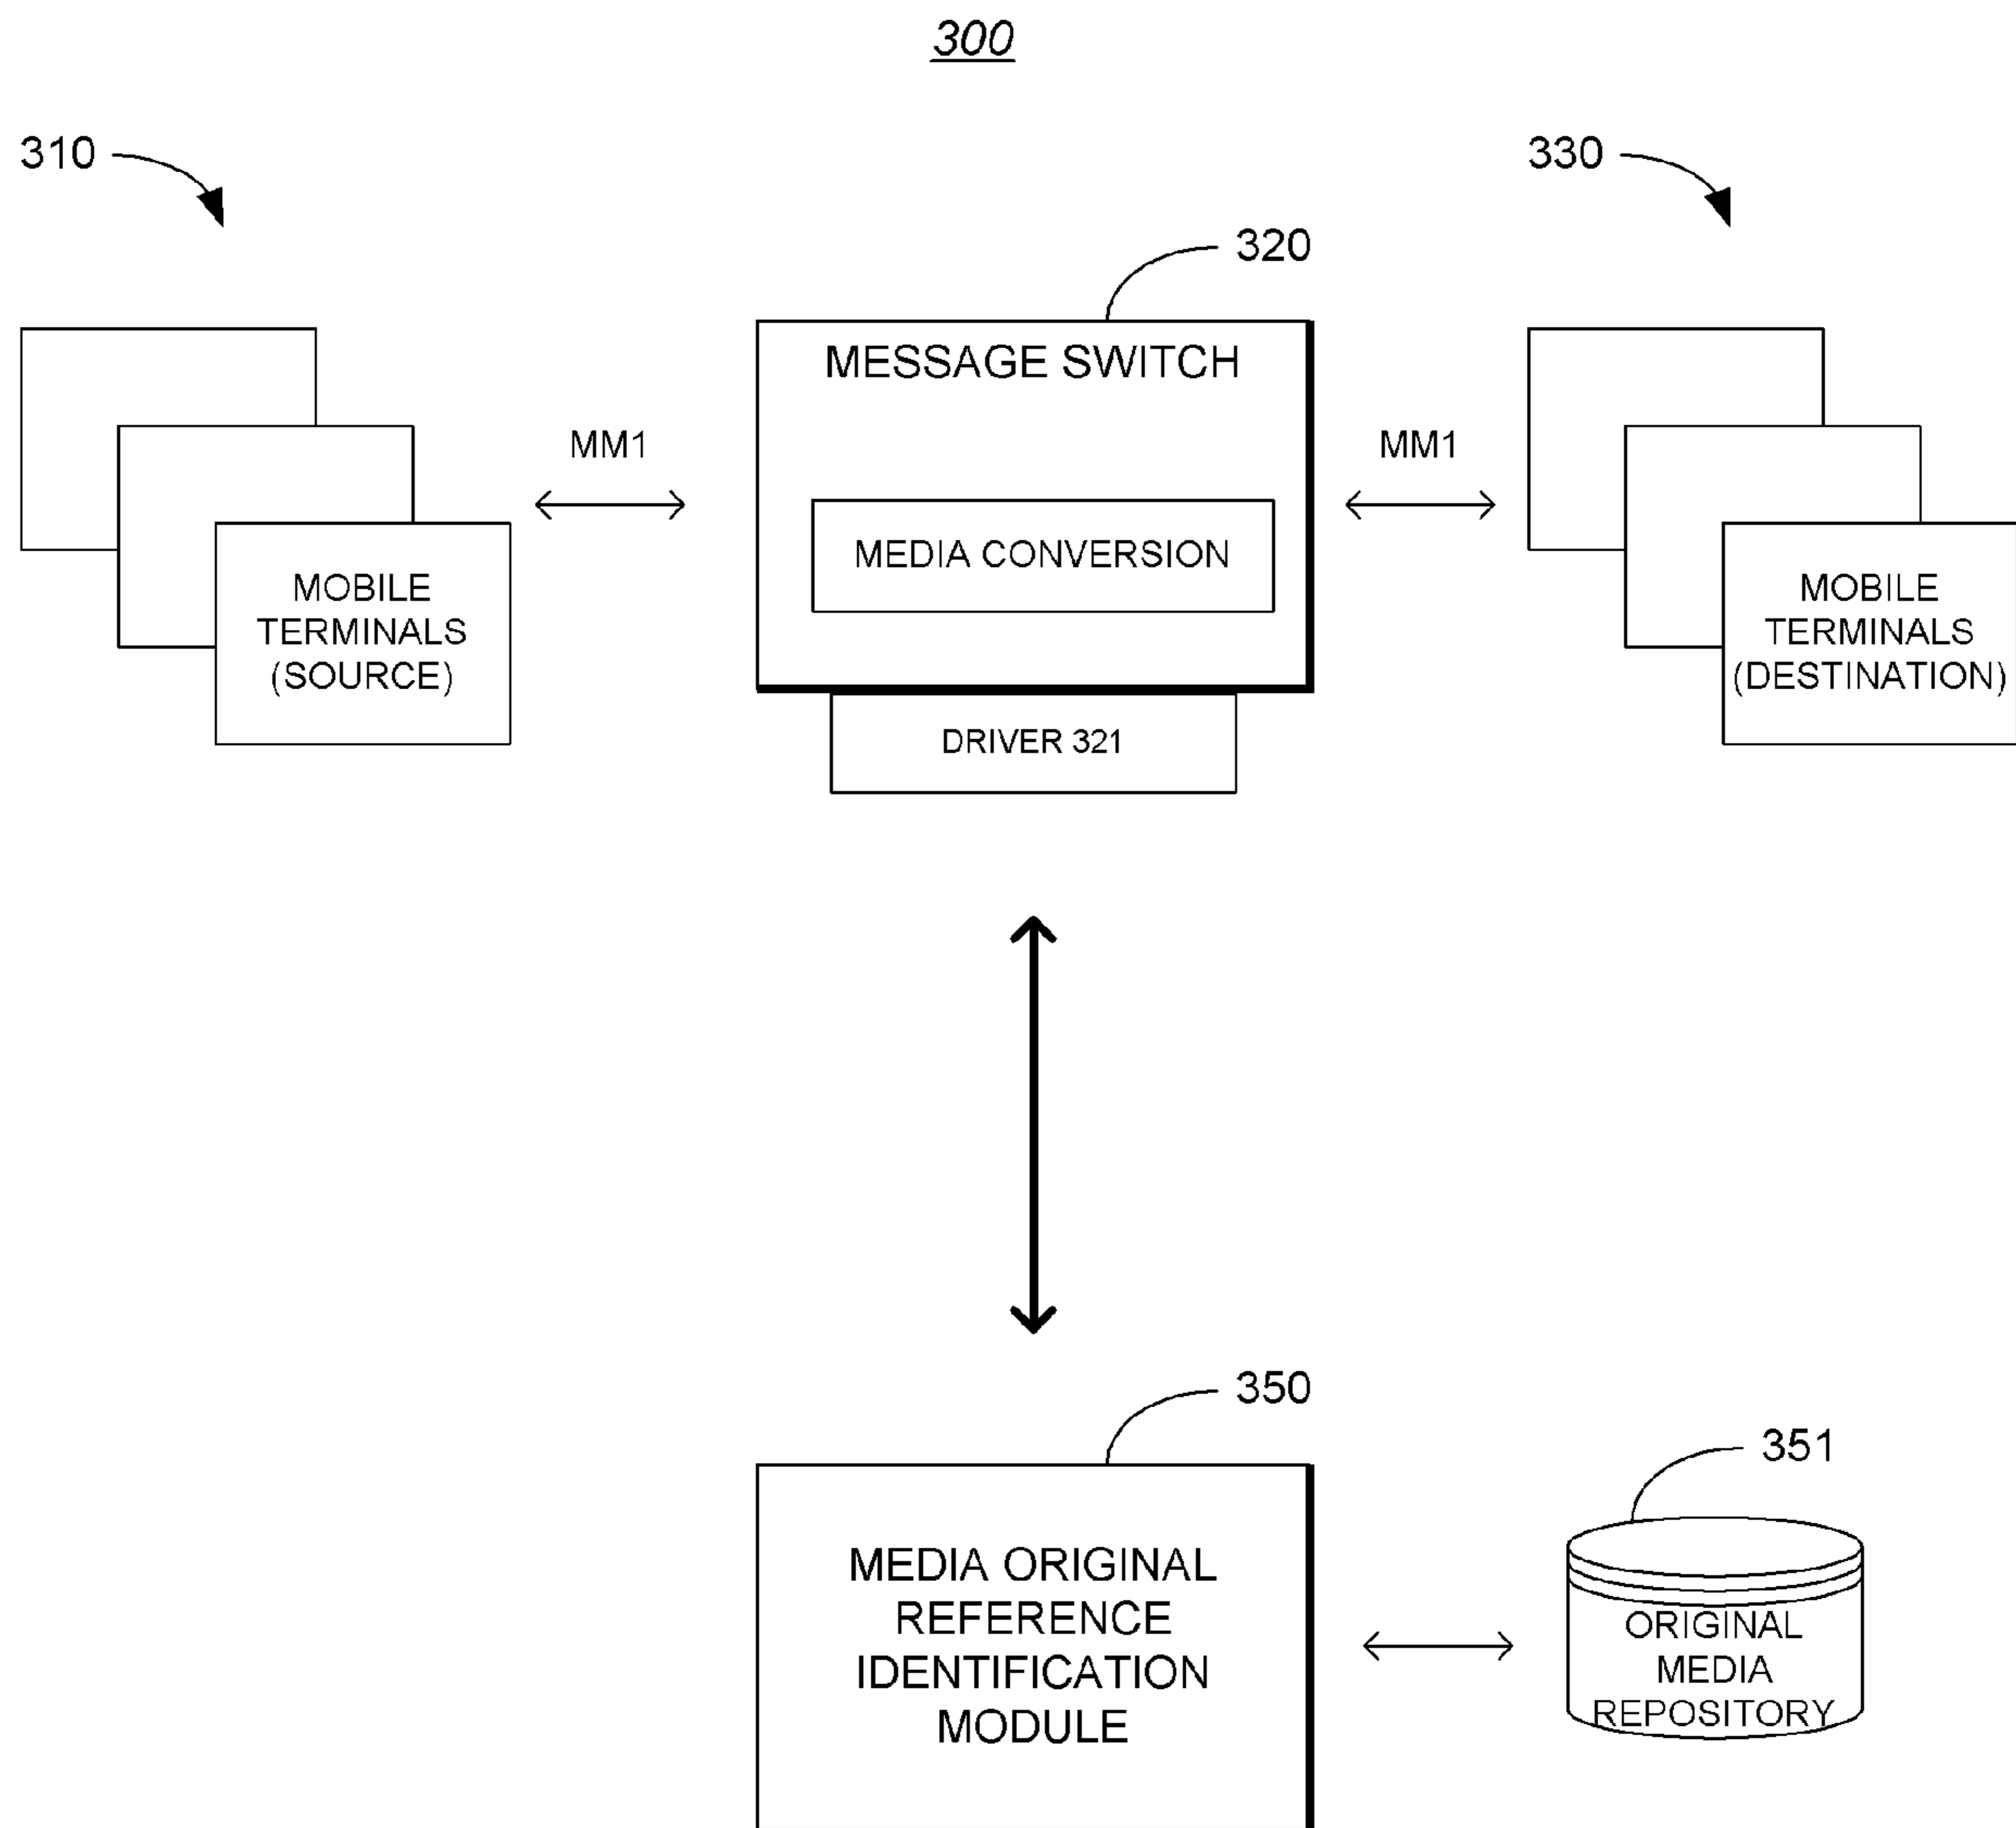 300
310
330
320
MESSAGE SWITCH
MM1
MM1
MEDIA CONVERSION
MOBILE
TERMINALS
(SOURCE)
MOBILE
TERMINALS
(DESTINATION)
DRIVER 321
350
351
MEDIA ORIGINAL
REFERENCE
IDENTIFICATION
MODULE
ORIGINAL
MEDIA
REPOSITORY